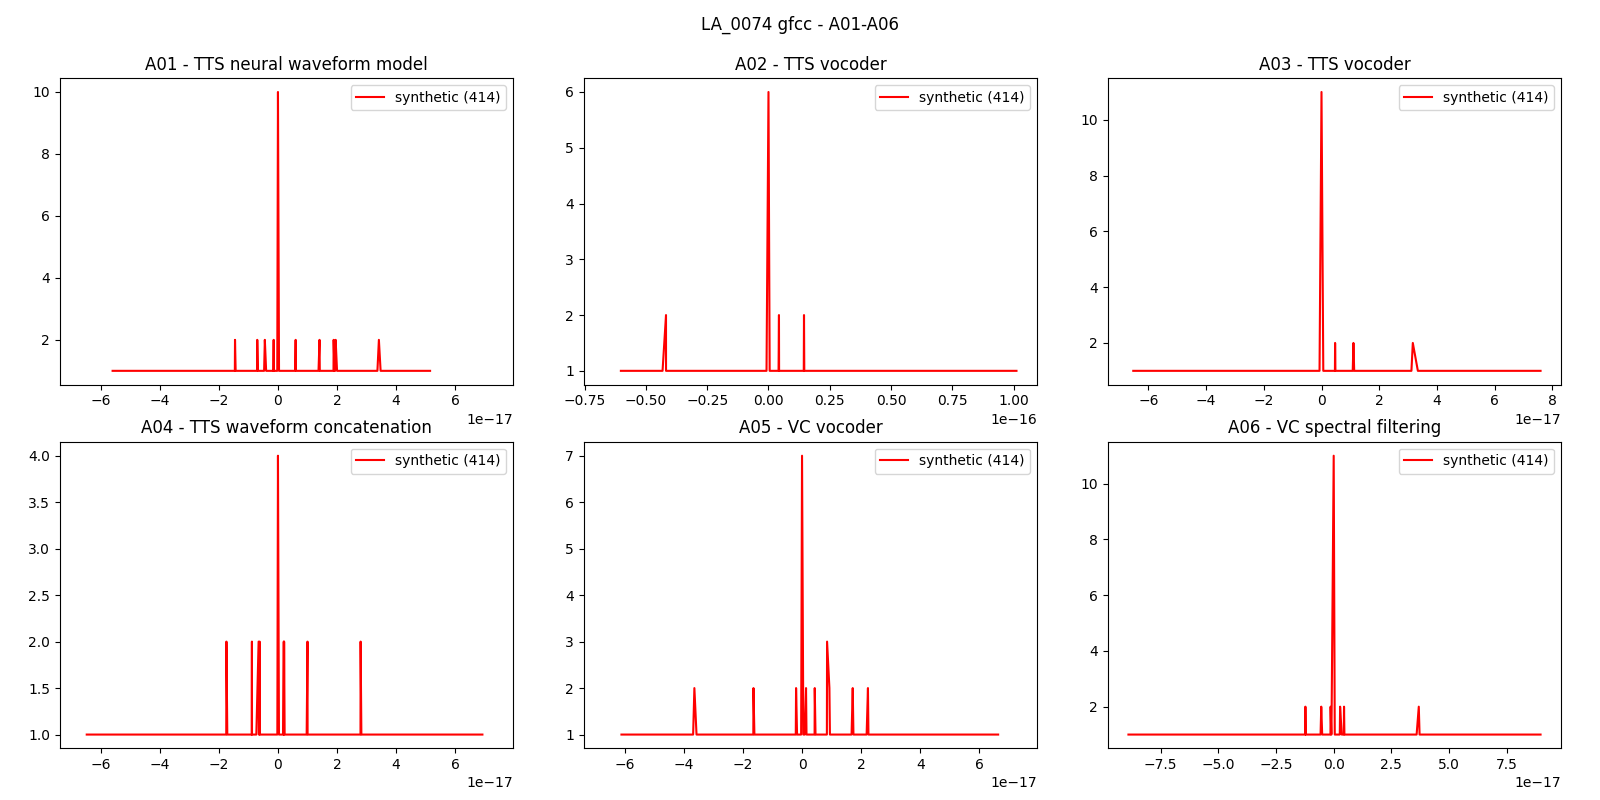 LA_0074 gfcc - A01-A06
A01 - TTS neural waveform model
synthetic (414)
10
8
6
4
2
−6 −4 −2 0 2 4 6
1e−17
A02 - TTS vocoder
synthetic (414)
6
5
4
3
2
1
−0.75 −0.50 −0.25 0.00 0.25 0.50 0.75 1.00
1e−16
A03 - TTS vocoder
synthetic (414)
10
8
6
4
2
−6 −4 −2 0 2 4 6 8
1e−17
A04 - TTS waveform concatenation
synthetic (414)
4.0
3.5
3.0
2.5
2.0
1.5
1.0
−6 −4 −2 0 2 4 6
1e−17
A05 - VC vocoder
synthetic (414)
7
6
5
4
3
2
1
−6 −4 −2 0 2 4 6
1e−17
A06 - VC spectral filtering
synthetic (414)
10
8
6
4
2
−7.5 −5.0 −2.5 0.0 2.5 5.0 7.5
1e−17